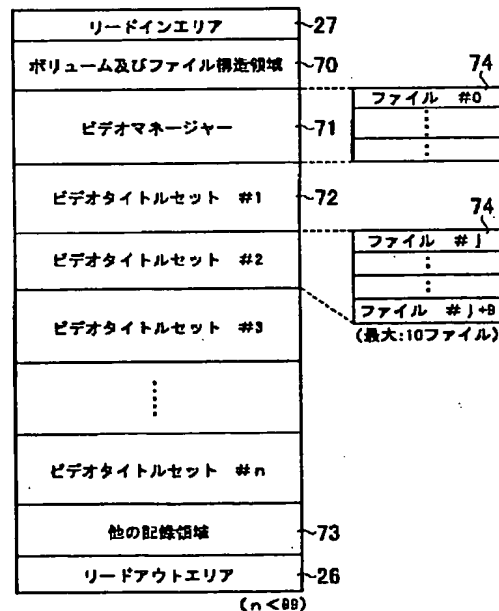 リードインエリア
27
ボリューム及びファイル構造領域
70
74
ファイル #0
ビデオマネージャー
71
ビデオタイトルセット #1
72
74
ファイル #j
ビデオタイトルセット #2
ファイル #j+8
(最大:10ファイル)
ビデオタイトルセット #3
ビデオタイトルセット #n
他の記録領域
73
リードアウトエリア
26
(n<99)